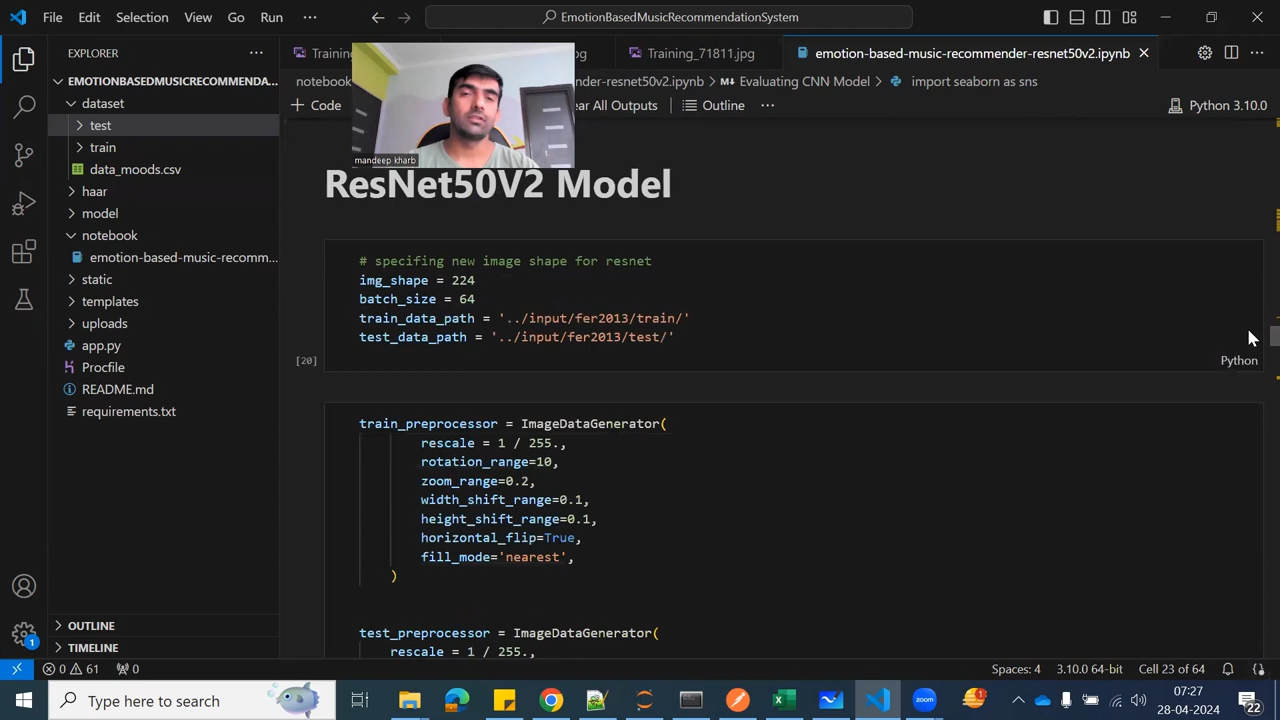 File Edit Selection View Go Run
EmotionBasedMusicRecommendationSystem
EXPLORER
Training_71811.jpg
emotion-based-music-recommender-resnet50v2.ipynb
EMOTIONBASEDMUSICRECOMMENDA...
dataset
test
train
data_moods.csv
haar
model
notebook
emotion-based-music-recomm...
static
templates
uploads
app.py
Procfile
README.md
requirements.txt
OUTLINE
TIMELINE
Evaluating CNN Model
import seaborn as sns
Code
Outline
Python 3.10.0
mandeep kharb
ResNet50V2 Model
# specifing new image shape for resnet
img_shape = 224
batch_size = 64
train_data_path = '../input/fer2013/train/'
test_data_path = '../input/fer2013/test/'
[20]
Python
train_preprocessor = ImageDataGenerator(
rescale = 1 / 255.,
rotation_range=10,
zoom_range=0.2,
width_shift_range=0.1,
height_shift_range=0.1,
horizontal_flip=True,
fill_mode='nearest',
)
test_preprocessor = ImageDataGenerator(
rescale = 1 / 255.,
0 61 0
Spaces: 4 3.10.0 64-bit Cell 23 of 64
Type here to search
zoom
1
07:27
28-04-2024
22